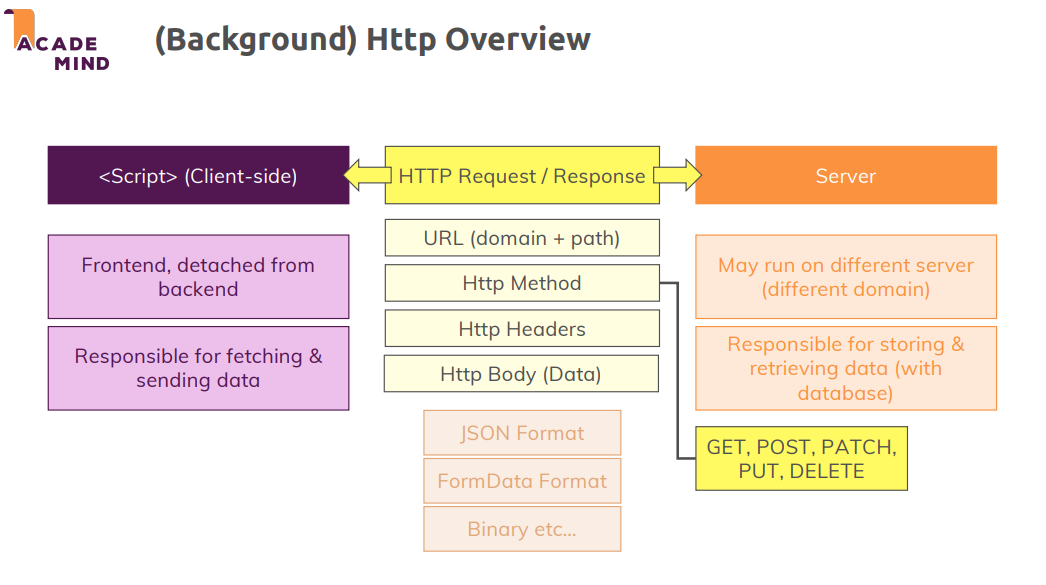 ACADE
MIND
(Background) Http Overview
<Script> (Client-side)
HTTP Request / Response
Server
Frontend, detached from
backend
Responsible for fetching &
sending data
URL (domain + path)
Http Method
Http Headers
Http Body (Data)
JSON Format
FormData Format
Binary etc...
May run on different server
(different domain)
Responsible for storing &
retrieving data (with
database)
GET, POST, PATCH,
PUT, DELETE